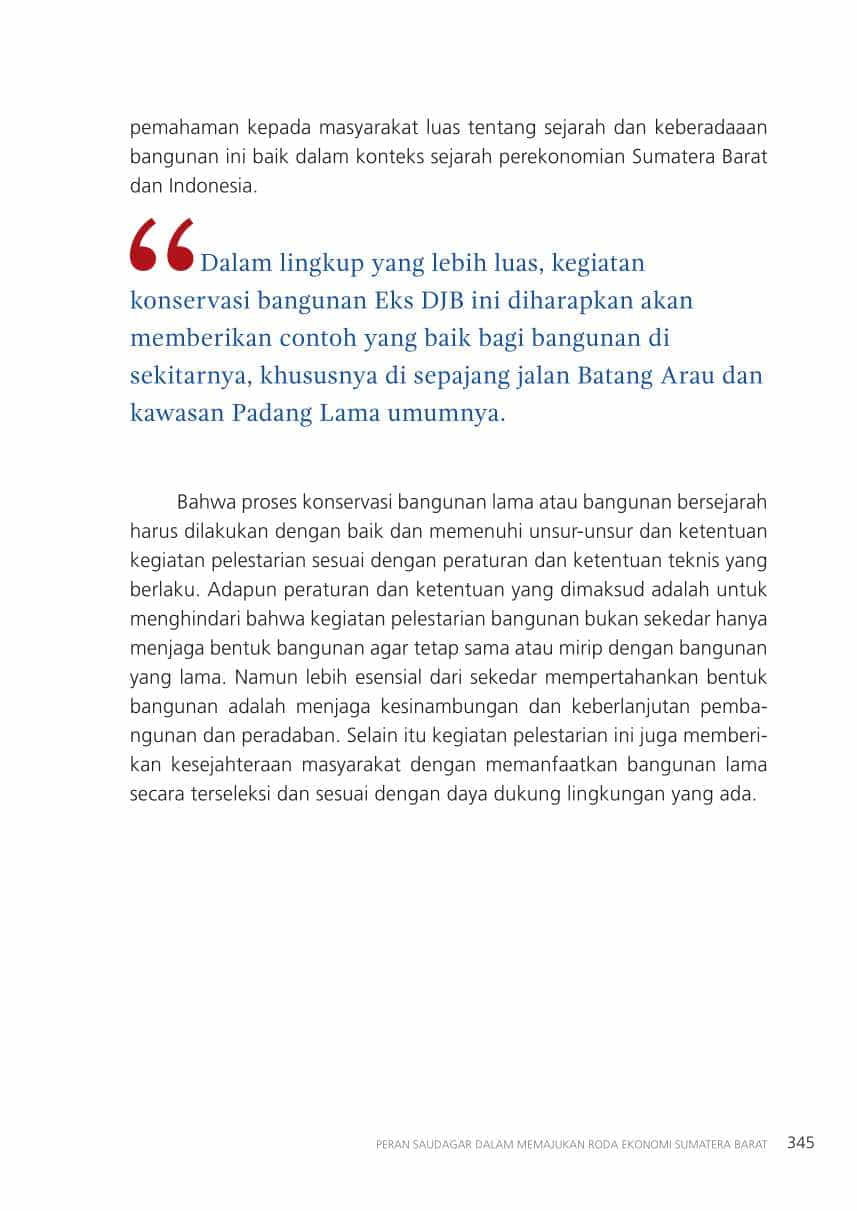 pemahaman kepada masyarakat luas tentang sejarah dan keberadaaan
bangunan ini baik dalam konteks sejarah perekonomian Sumatera Barat
dan Indonesia.
“Dalam lingkup yang lebih luas, kegiatan
konservasi bangunan Eks DJB ini diharapkan akan
memberikan contoh yang baik bagi bangunan di
sekitarnya, khususnya di sepajang jalan Batang Arau dan
kawasan Padang Lama umumnya.
Bahwa proses konservasi bangunan lama atau bangunan bersejarah
harus dilakukan dengan baik dan memenuhi unsur-unsur dan ketentuan
kegiatan pelestarian sesuai dengan peraturan dan ketentuan teknis yang
berlaku. Adapun peraturan dan ketentuan yang dimaksud adalah untuk
menghindari bahwa kegiatan pelestarian bangunan bukan sekedar hanya
menjaga bentuk bangunan agar tetap sama atau mirip dengan bangunan
yang lama. Namun lebih esensial dari sekedar mempertahankan bentuk
bangunan adalah menjaga kesinambungan dan keberlanjutan pemba-
ngunan dan peradaban. Selain itu kegiatan pelestarian ini juga memberi-
kan kesejahteraan masyarakat dengan memanfaatkan bangunan lama
secara terseleksi dan sesuai dengan daya dukung lingkungan yang ada.
PERAN SAUDAGAR DALAM MEMAJUKAN RODA EKONOMI SUMATERA BARAT 345